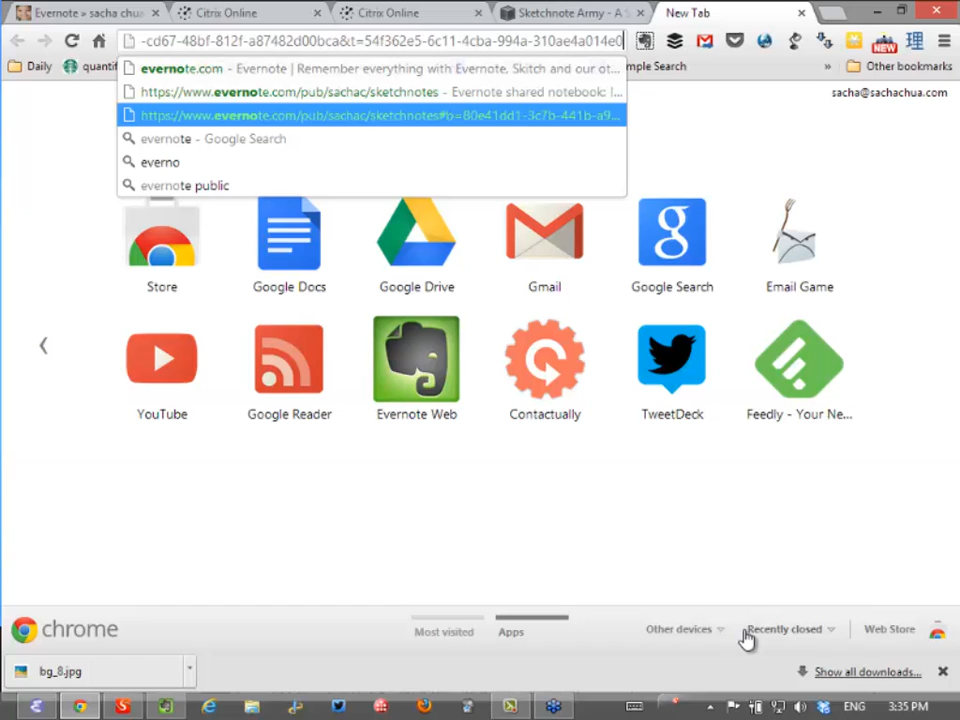 Evernote » sacha chua
Citrix Online
Citrix Online
Sketchnote Army - A S
New Tab
-cd67-48bf-812f-a87482d00bca&t=54f362e5-6c11-4cba-994a-310ae4a014e0
NEW
Daily
quanti
mple Search
»
Other bookmarks
evernote.com - Evernote | Remember everything with Evernote, Skitch and our ot...
https://www.evernote.com/pub/sachac/sketchnotes - Evernote shared notebook: I...
https://www.evernote.com/pub/sachac/sketchnotes#b=80e41dd1-3c7b-441b-a9...
evernote - Google Search
everno
evernote public
sacha@sachachua.com
Store
Google Docs
Google Drive
Gmail
Google Search
Email Game
YouTube
Google Reader
Evernote Web
Contactually
TweetDeck
Feedly - Your Ne...
chrome
Most visited
Apps
Other devices
Recently closed
Web Store
bg_8.jpg
Show all downloads...
ENG
3:35 PM